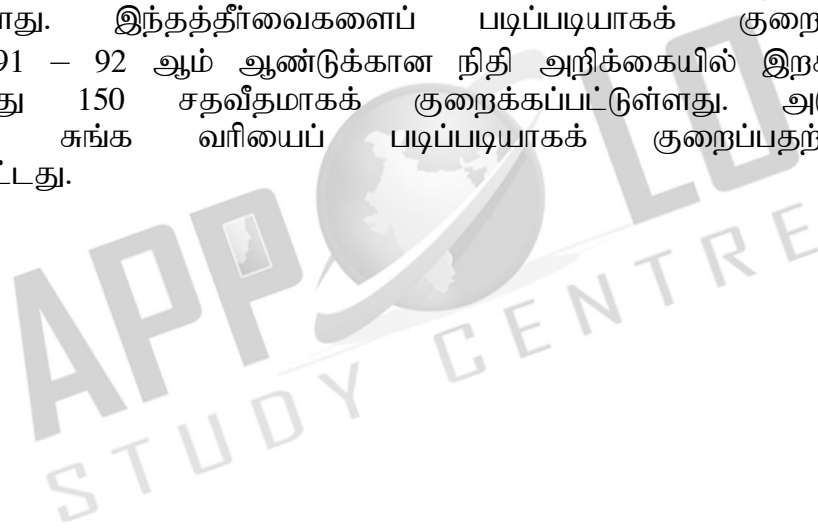 ளாது. இந்தத்தீர்வைகளைப் படிப்படியாகக் குறை
91 – 92 ஆம் ஆண்டுக்கான நிதி அறிக்கையில் இறக்
து 150 சதவீதமாகக் குறைக்கப்பட்டுள்ளது. அடு
சுங்க வரியைப் படிப்படியாகக் குறைப்பதற்
ட்டது.
APPOLO
STUDY CENTRE